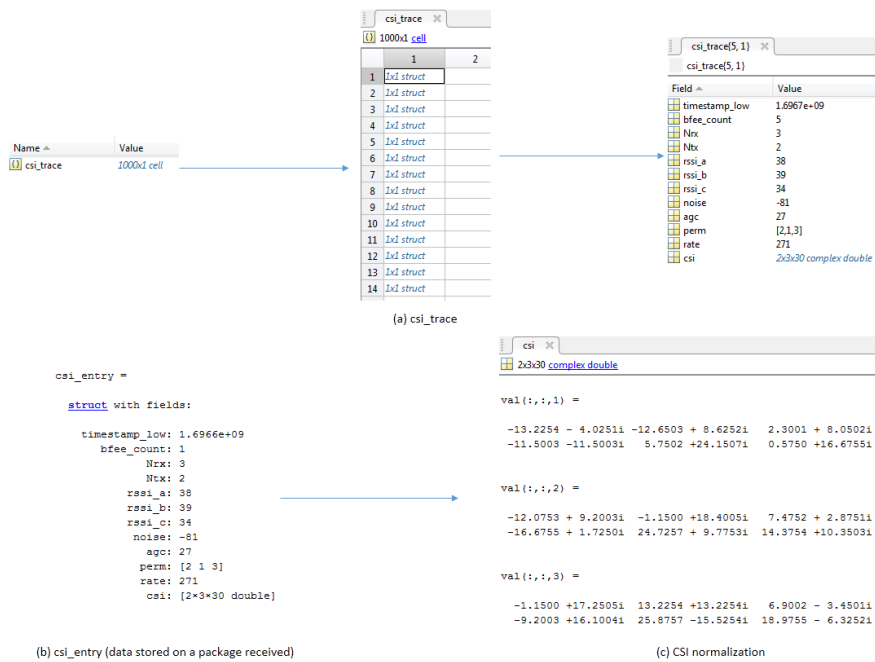 Name Value
csi_trace 1000x1 cell
csi_trace
{} 1000x1 cell
1 2
1 1x1 struct
2 1x1 struct
3 1x1 struct
4 1x1 struct
5 1x1 struct
6 1x1 struct
7 1x1 struct
8 1x1 struct
9 1x1 struct
10 1x1 struct
11 1x1 struct
12 1x1 struct
13 1x1 struct
14 1x1 struct
csi_trace{5, 1}
csi_trace{5, 1}
Field Value
timestamp_low 1.6967e+09
bfee_count 5
Nrx 3
Ntx 2
rssi_a 38
rssi_b 39
rssi_c 34
noise -81
agc 27
perm [2,1,3]
rate 271
csi 2x3x30 complex double
(a) csi_trace
csi_entry =
struct with fields:
timestamp_low: 1.6966e+09
bfee_count: 1
Nrx: 3
Ntx: 2
rssi_a: 38
rssi_b: 39
rssi_c: 34
noise: -81
agc: 27
perm: [2 1 3]
rate: 271
csi: [2×3×30 double]
(b) csi_entry (data stored on a package received)
csi
2x3x30 complex double
val(:,:,1) =
-13.2254 - 4.0251i -12.6503 + 8.6252i 2.3001 + 8.0502i
-11.5003 -11.5003i 5.7502 +24.1507i 0.5750 +16.6755i
val(:,:,2) =
-12.0753 + 9.2003i -1.1500 +18.4005i 7.4752 + 2.8751i
-16.6755 + 1.7250i 24.7257 + 9.7753i 14.3754 +10.3503i
val(:,:,3) =
-1.1500 +17.2505i 13.2254 +13.2254i 6.9002 - 3.4501i
-9.2003 +16.1004i 25.8757 -15.5254i 18.9755 - 6.3252i
(c) CSI normalization